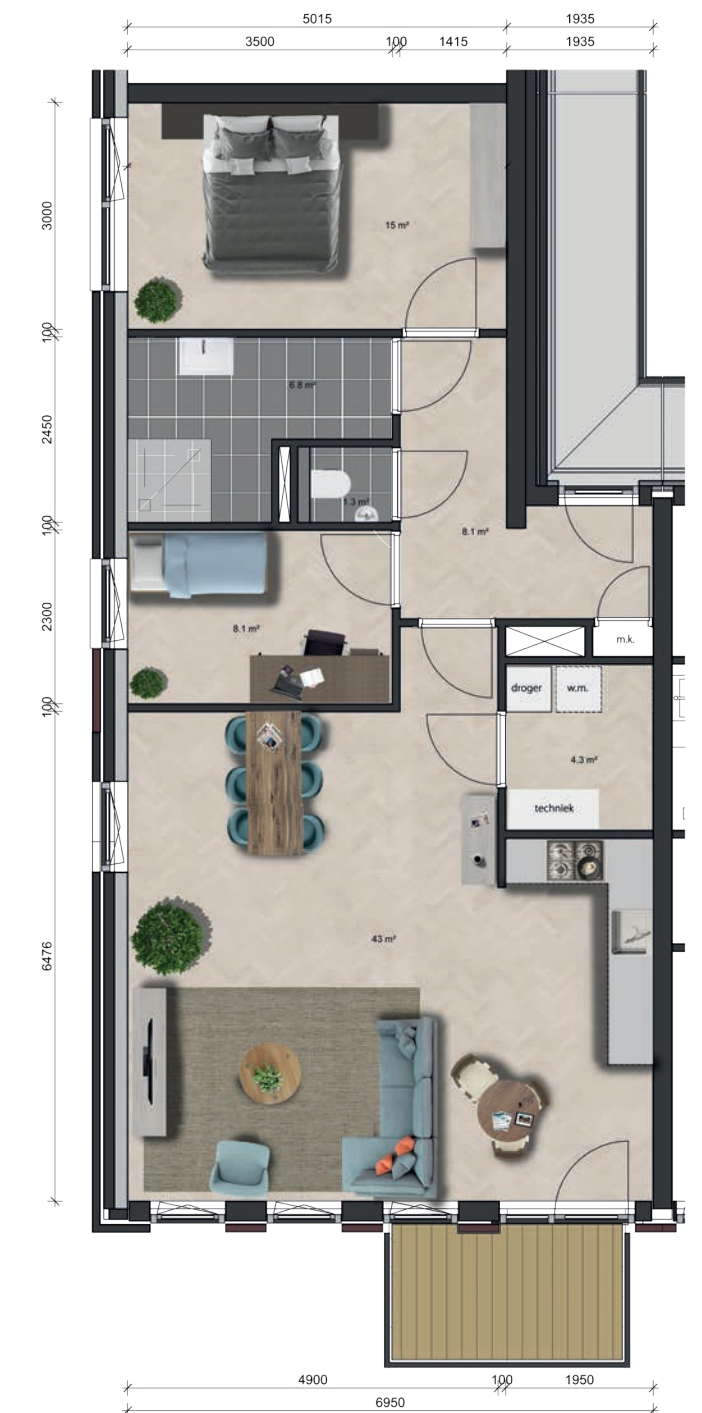 5015 1935
3500 100 1415 1935
3000
15 m²
100
6.8 m²
2450
1.3 m²
100
8.1 m²
2300
8.1 m²
m.k.
droger w.m.
100
4.3 m²
techniek
6476
43 m²
4900 100 1950
6950